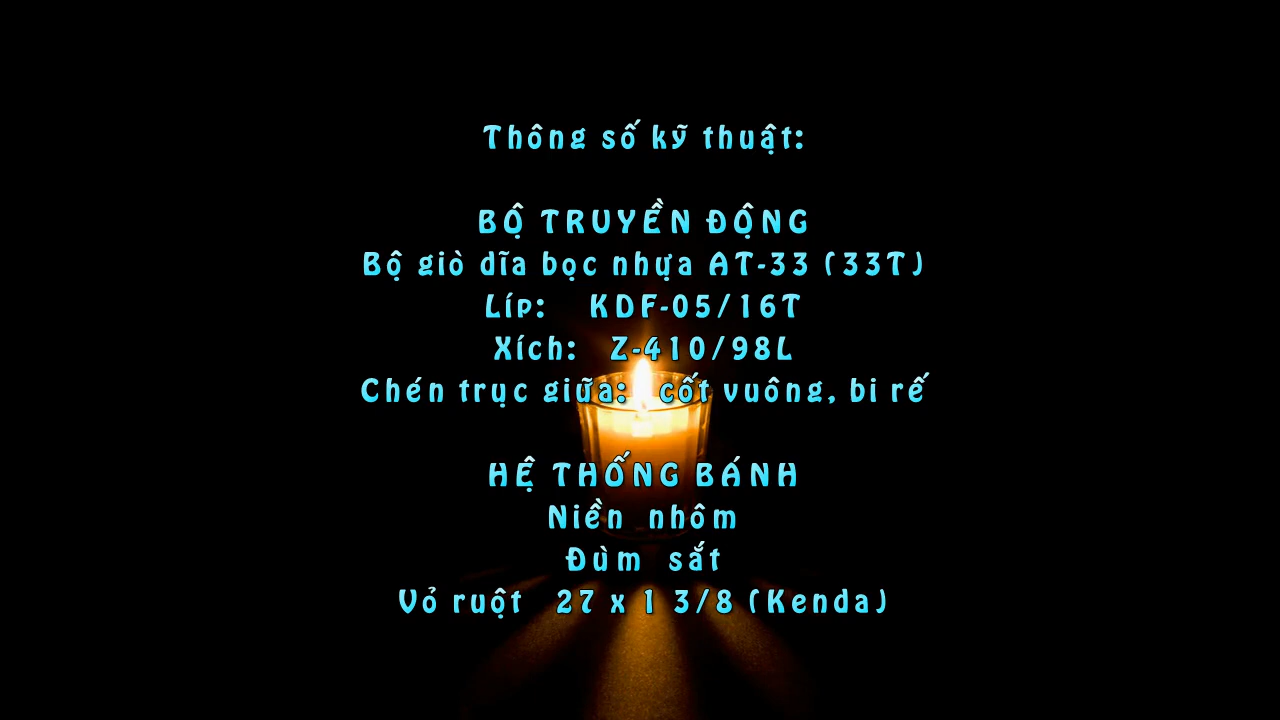 Thông số kỹ thuật:
BỘ TRUYỀN ĐỘNG
Bộ giò dĩa bọc nhựa AT-33 (33T)
Líp: KDF-05/16T
Xích: Z-410/98L
Chén trục giữa: cốt vuông, bi rế
HỆ THỐNG BÁNH
Niền nhôm
Đùm sắt
Vỏ ruột 27 x 1 3/8 (Kenda)